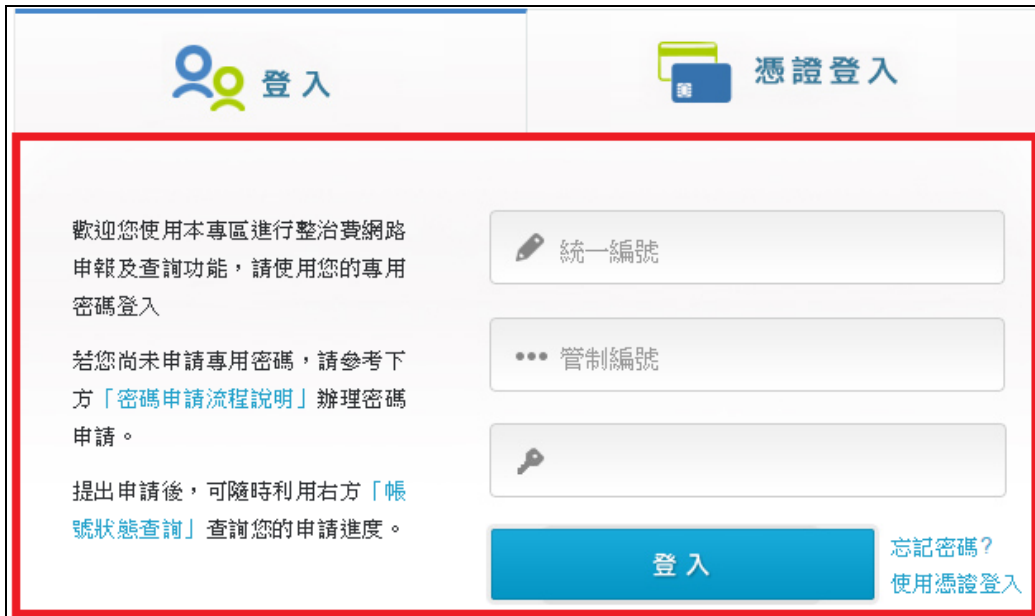 登入
憑證登入
歡迎您使用本專區進行整治費網路
申報及查詢功能，請使用您的專用
密碼登入
若您尚未申請專用密碼，請參考下
方「密碼申請流程說明」辦理密碼
申請。
提出申請後，可隨時利用右方「帳
號狀態查詢」查詢您的申請進度。
統一編號
管制編號
登入
忘記密碼?
使用憑證登入